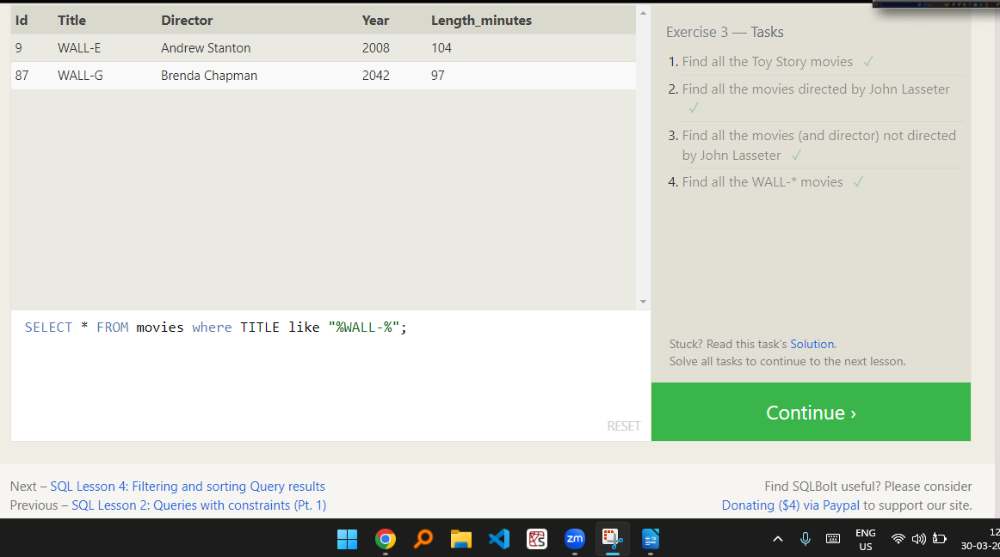 Id Title Director Year Length_minutes
9 WALL-E Andrew Stanton 2008 104
87 WALL-G Brenda Chapman 2042 97
SELECT * FROM movies where TITLE like "%WALL-%";
RESET
Exercise 3 — Tasks
1. Find all the Toy Story movies ✓
2. Find all the movies directed by John Lasseter
✓
3. Find all the movies (and director) not directed
by John Lasseter ✓
4. Find all the WALL-* movies ✓
Stuck? Read this task's Solution.
Solve all tasks to continue to the next lesson.
Continue ›
Next – SQL Lesson 4: Filtering and sorting Query results
Previous – SQL Lesson 2: Queries with constraints (Pt. 1)
Find SQLBolt useful? Please consider
Donating ($4) via Paypal to support our site.
zm
ENG
US
12
30-03-20